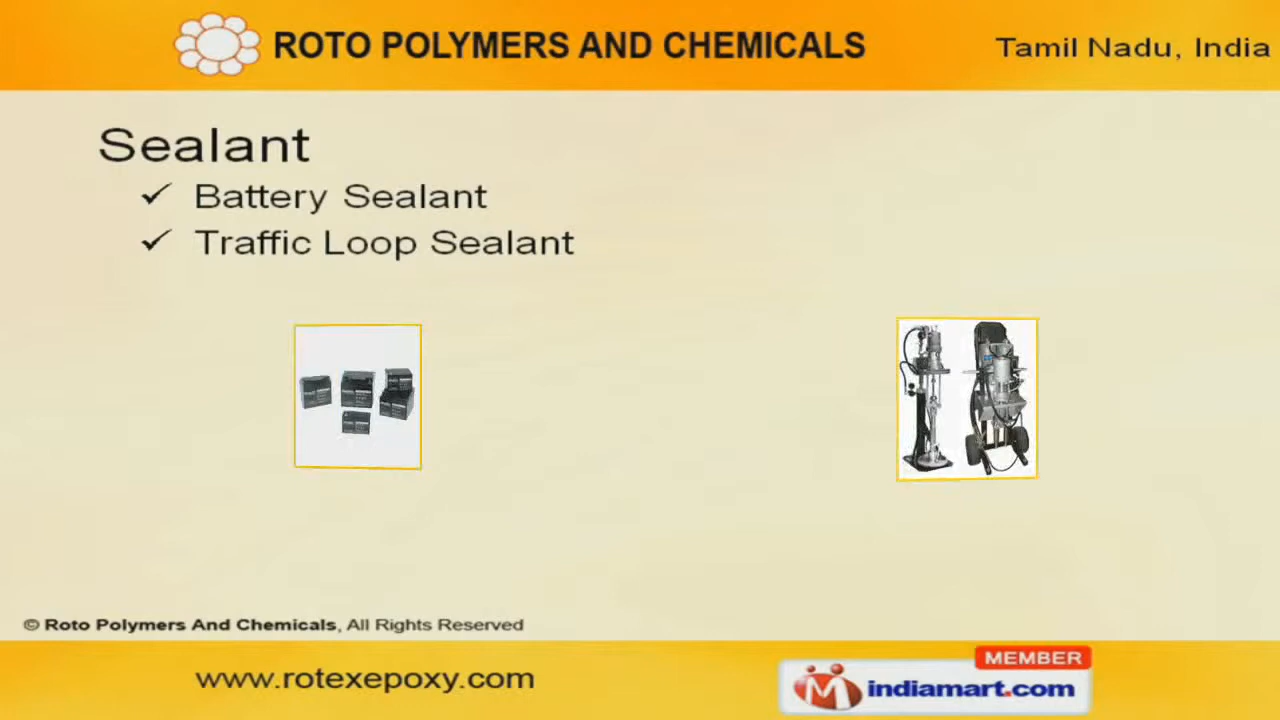 ROTO POLYMERS AND CHEMICALS
Tamil Nadu, India
Sealant
✓ Battery Sealant
✓ Traffic Loop Sealant
© Roto Polymers And Chemicals, All Rights Reserved
www.rotexepoxy.com
MEMBER
indiamart.com